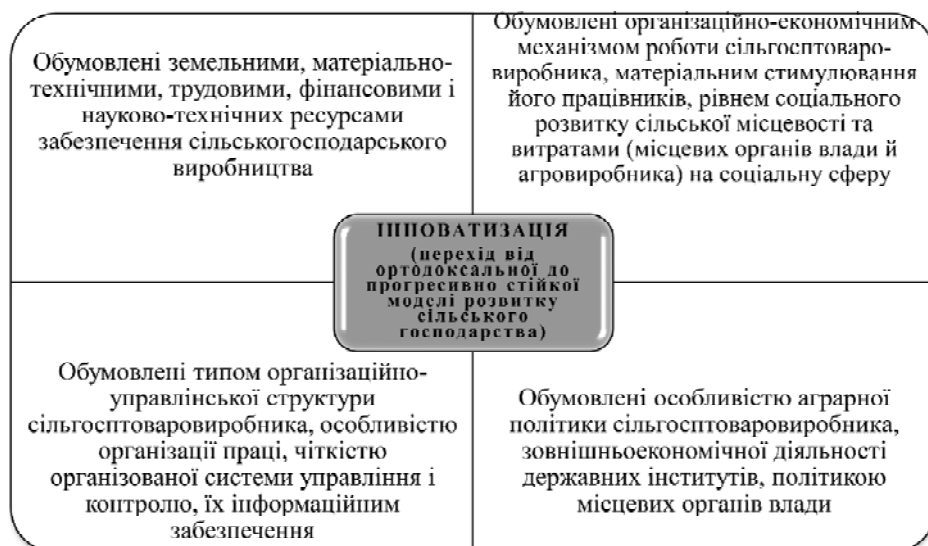 Обумовлені земельними, матеріально-
технічними, трудовими, фінансовими і
науково-технічних ресурсами
забезпечення сільськогосподарського
виробництва
Обумовлені організаційно-економічним
механізмом роботи сільгосптоваро-
виробника, матеріальним стимулювання
його працівників, рівнем соціального
розвитку сільської місцевості та
витратами (місцевих органів влади й
агровиробника) на соціальну сферу
ІННОВАТИЗАЦІЯ
(перехід від
ортодоксальної до
прогресивно стійкої
моделі розвитку
сільського
господарства)
Обумовлені типом організаційно-
управлінської структури
сільгосптоваровиробника, особливістю
організації праці, чіткістю
організованої системи управління і
контролю, їх інформаційним
забезпечення
Обумовлені особливістю аграрної
політики сільгосптоваровиробника,
зовнішньоекономічної діяльності
державних інститутів, політикою
місцевих органів влади